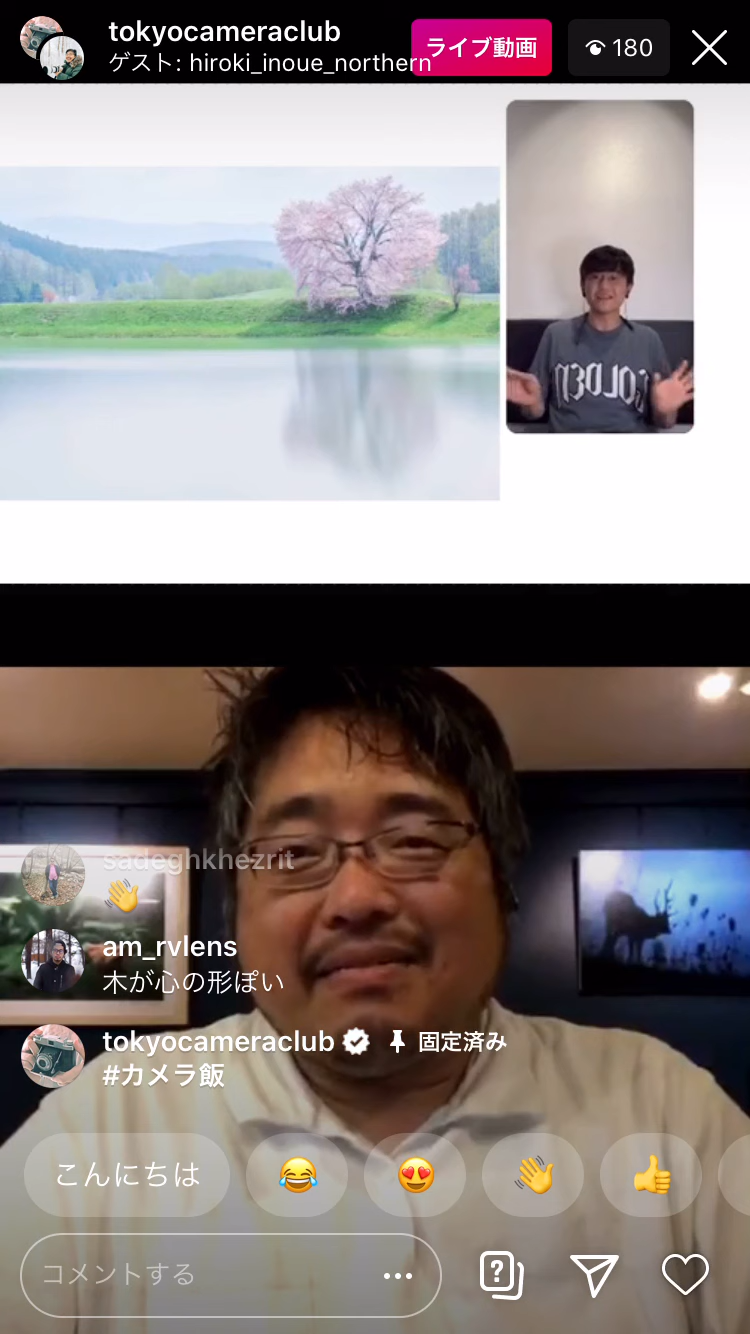 tokyocameraclub
ゲスト: hiroki_inoue_northern
ライブ動画
180
GOLDEN
sadeghkhezrit
👋
am_rvlens
木が心の形ぽい
tokyocameraclub 固定済み
#カメラ飯
こんにちは 😂 😍 👋 👍
コメントする